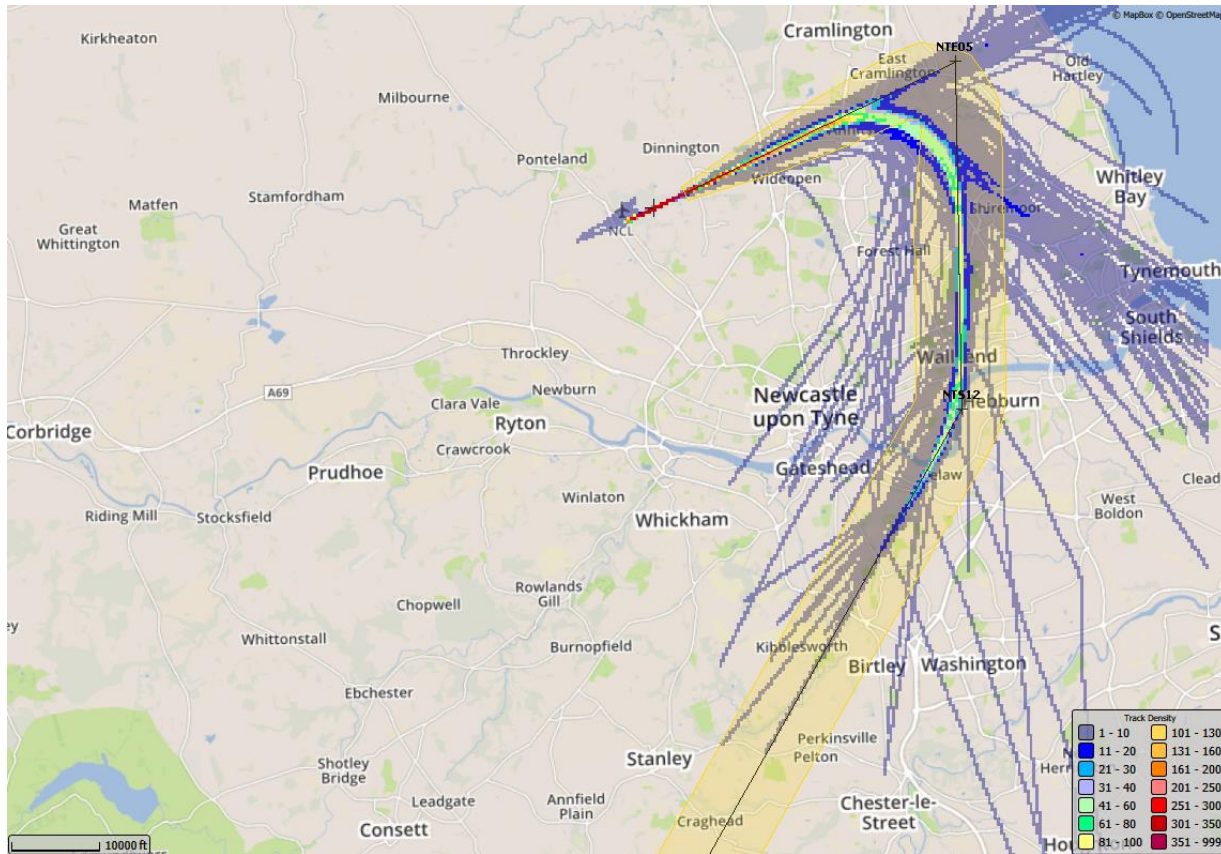 © MapBox © OpenStreetMap
Kirkheaton
Cramlington
NTE05
East
Cramlington
Old
Hartley
Milbourne
Dinnington
Ponteland
Wideopen
Whitley
Bay
Matfen
Stamfordham
Shiremoor
Great
Whittington
NCL
Forest Hall
Tynemouth
South
Shields
Throckley
Wallsend
A69
Newburn
Clara Vale
Newcastle
upon Tyne
NTS12
Hebburn
Ryton
Corbridge
Crawcrook
Gateshead
Prudhoe
elaw
Clead
Winlaton
West
Boldon
Riding Mill
Stocksfield
Whickham
Rowlands
Gill
Chopwell
ey
S
Whittonstall
Burnopfield
Kibblesworth
Birtley
Washington
Ebchester
Perkinsville
Pelton
Stanley
Shotley
Bridge
Leadgate
Annfield
Plain
Chester-le-
Street
Craghead
Consett
10000 ft
Track Density
1 - 10
101 - 130
11 - 20
131 - 160
21 - 30
161 - 200
31 - 40
201 - 250
41 - 60
251 - 300
61 - 80
301 - 350
81 - 100
351 - 999